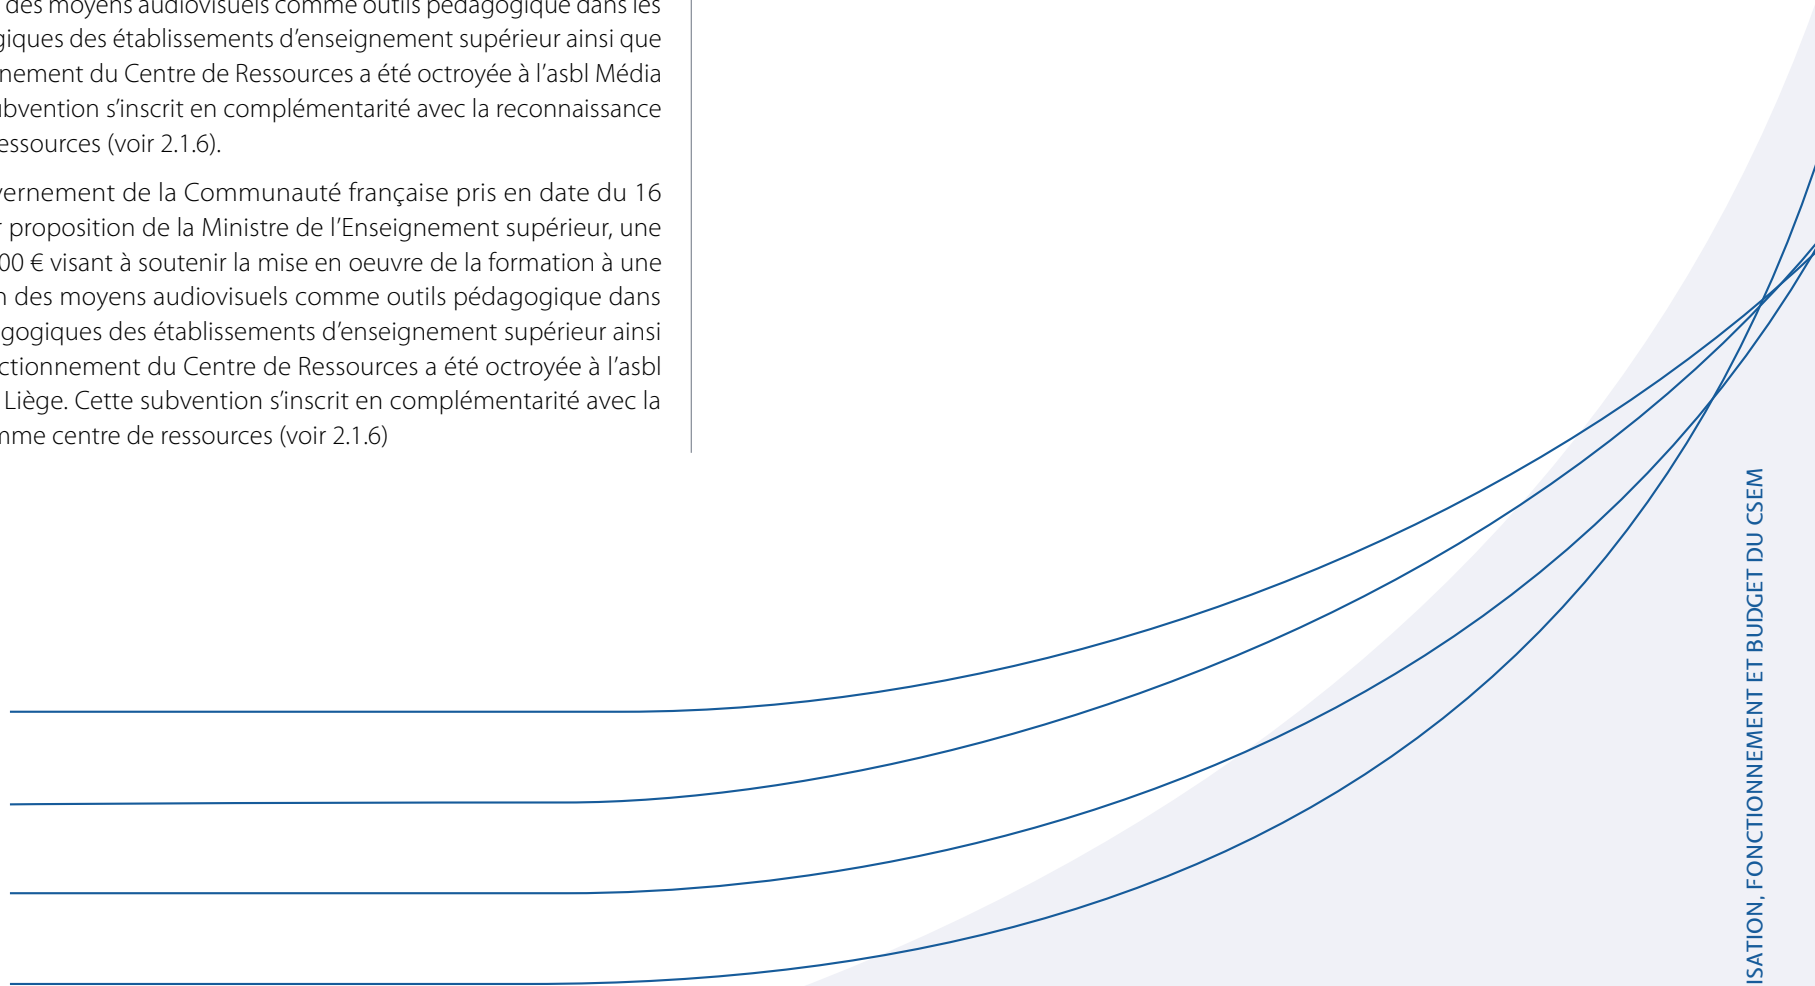 des moyens audiovisuels comme outils pédagogique dans les
giques des établissements d’enseignement supérieur ainsi que
nement du Centre de Ressources a été octroyée à l’asbl Média
ubvention s’inscrit en complémentarité avec la reconnaissance
essources (voir 2.1.6).
vernement de la Communauté française pris en date du 16
r proposition de la Ministre de l’Enseignement supérieur, une
00 € visant à soutenir la mise en oeuvre de la formation à une
n des moyens audiovisuels comme outils pédagogique dans
gogiques des établissements d’enseignement supérieur ainsi
ctionnement du Centre de Ressources a été octroyée à l’asbl
Liège. Cette subvention s’inscrit en complémentarité avec la
mme centre de ressources (voir 2.1.6)
ISATION, FONCTIONNEMENT ET BUDGET DU CSEM